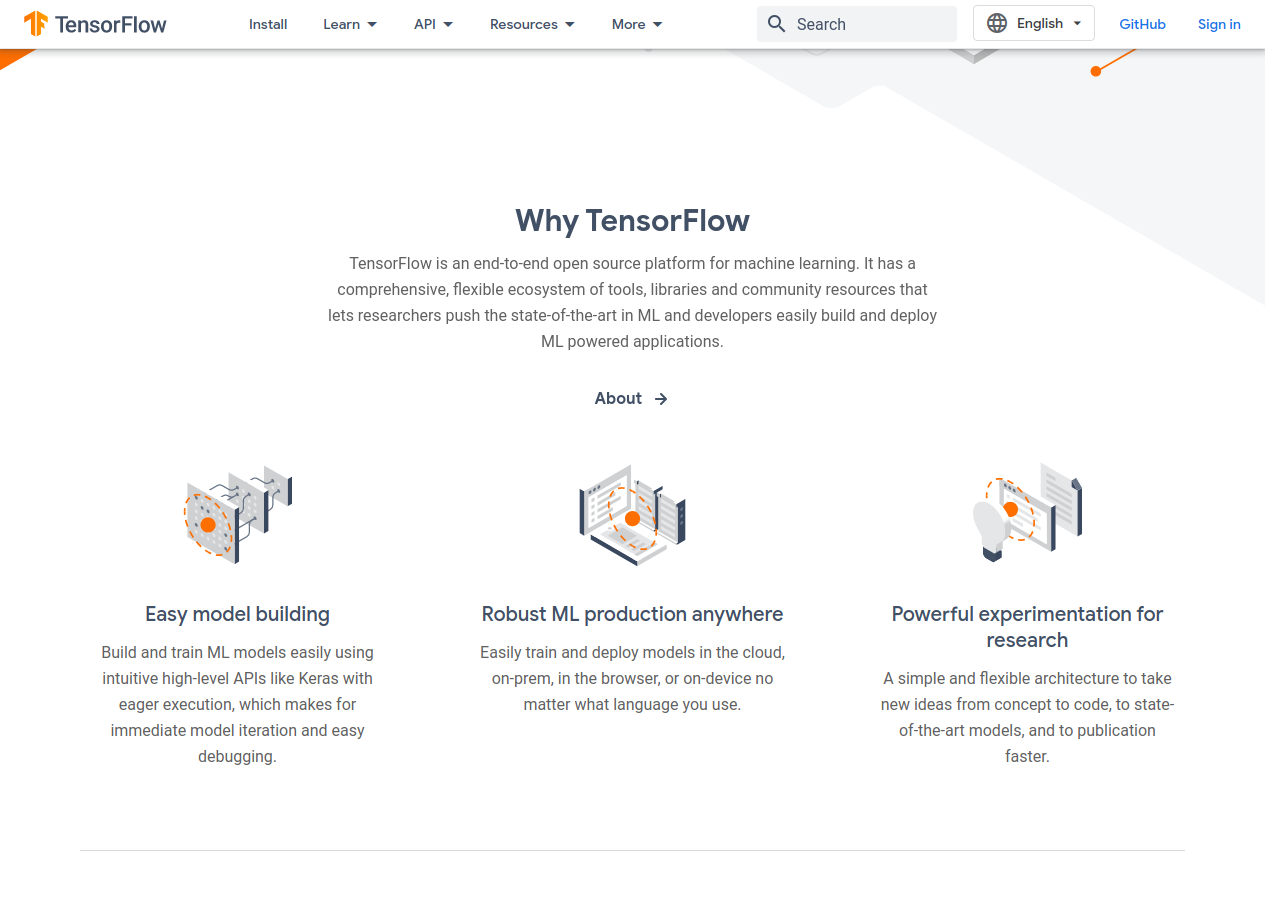 TensorFlow
Install
Learn
API
Resources
More
Search
English
GitHub
Sign in
Why TensorFlow
TensorFlow is an end-to-end open source platform for machine learning. It has a
comprehensive, flexible ecosystem of tools, libraries and community resources that
lets researchers push the state-of-the-art in ML and developers easily build and deploy
ML powered applications.
About
Easy model building
Build and train ML models easily using
intuitive high-level APIs like Keras with
eager execution, which makes for
immediate model iteration and easy
debugging.
Robust ML production anywhere
Easily train and deploy models in the cloud,
on-prem, in the browser, or on-device no
matter what language you use.
Powerful experimentation for
research
A simple and flexible architecture to take
new ideas from concept to code, to state-
of-the-art models, and to publication
faster.